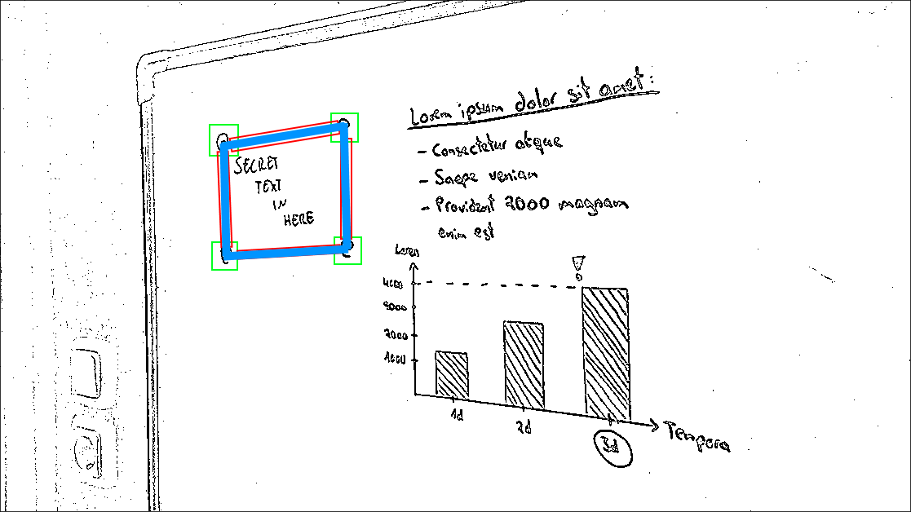 Lorem ipsum dolor sit amet:
- Consectetur atque
- Saepe veniam
- Provident 2000 magnam
enim est
SECRET
TEXT
IN
HERE
Lorem
4000
3000
2000
1000
1d
2d
3d
Tempora